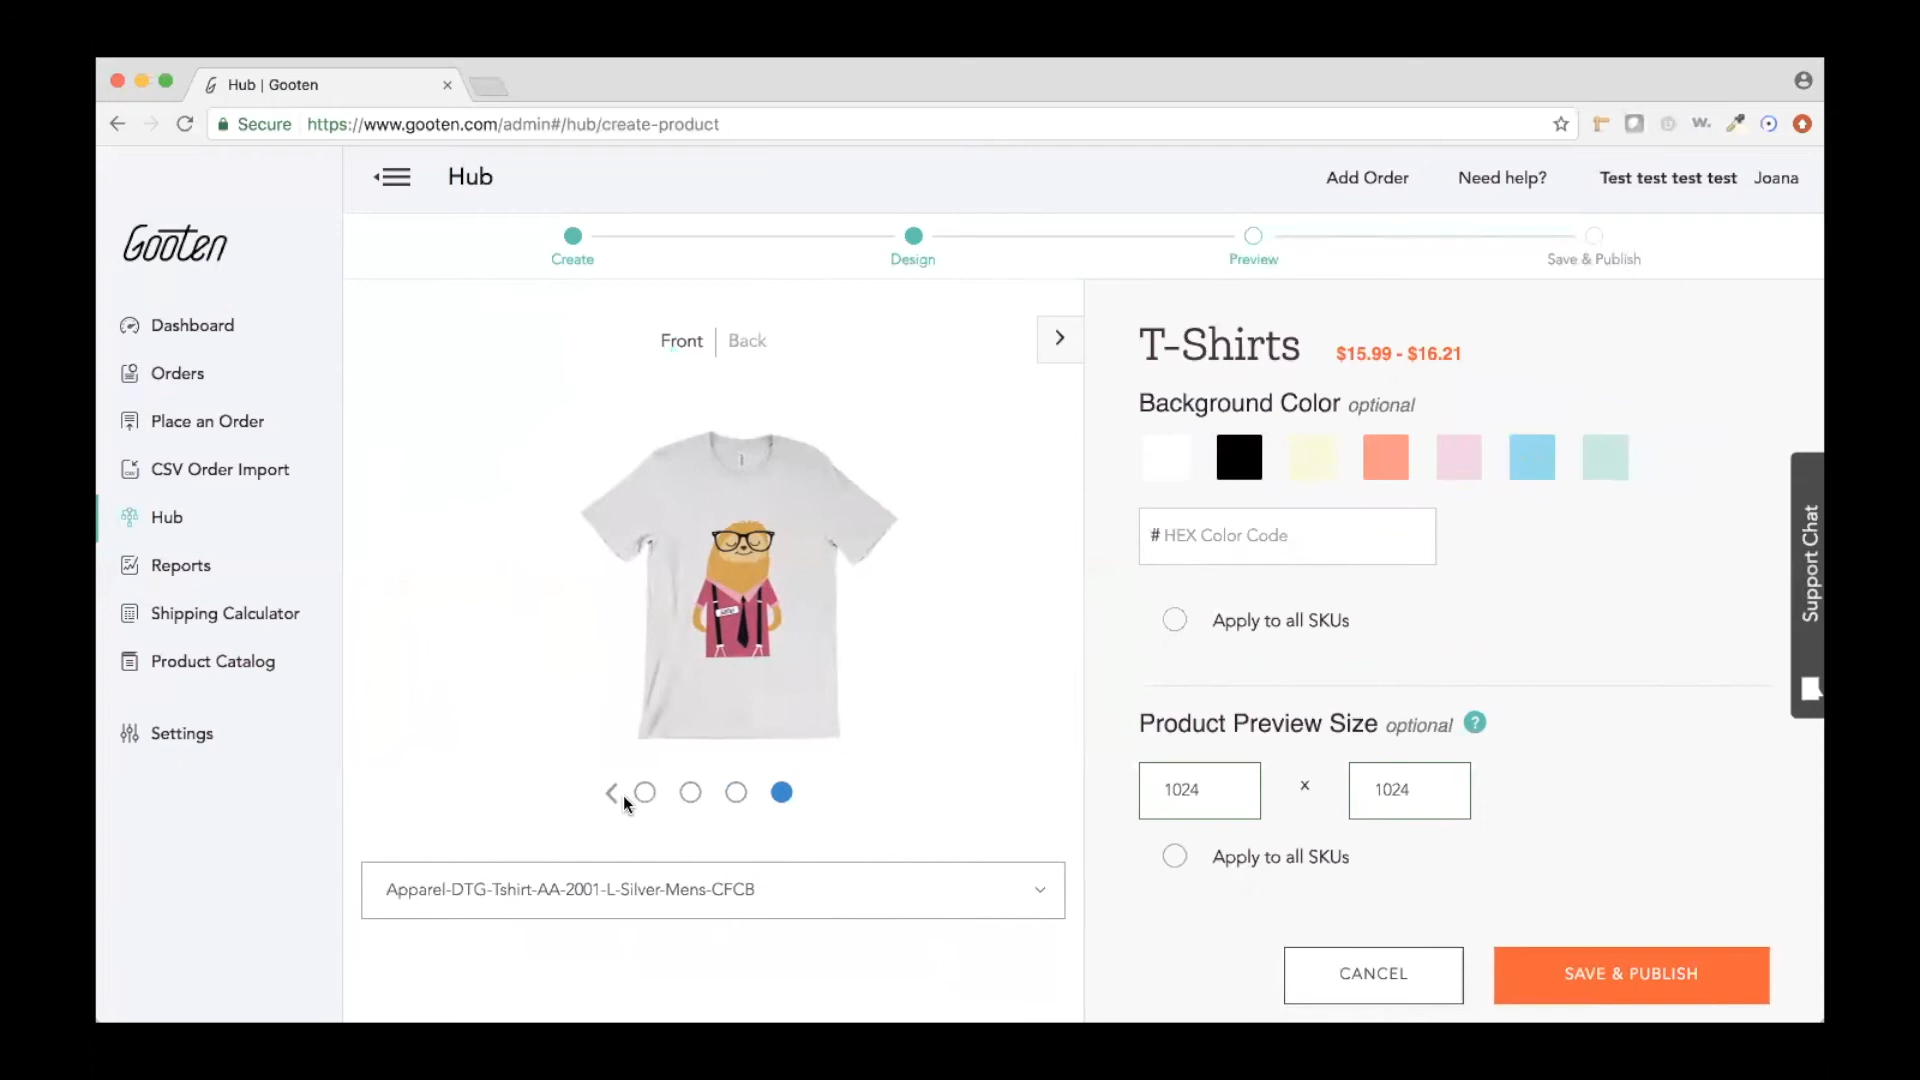 Hub | Gooten
Secure https://www.gooten.com/admin#/hub/create-product
W.
Hub
Add Order
Need help?
Test test test test Joana
Gooten
Create
Design
Preview
Save & Publish
Dashboard
Orders
Place an Order
CSV Order Import
Hub
Reports
Shipping Calculator
Product Catalog
Settings
Front | Back
Apparel-DTG-Tshirt-AA-2001-L-Silver-Mens-CFCB
T-Shirts $15.99 - $16.21
Background Color optional
# HEX Color Code
Apply to all SKUs
Product Preview Size optional ?
1024 x 1024
Apply to all SKUs
CANCEL
SAVE & PUBLISH
Support Chat